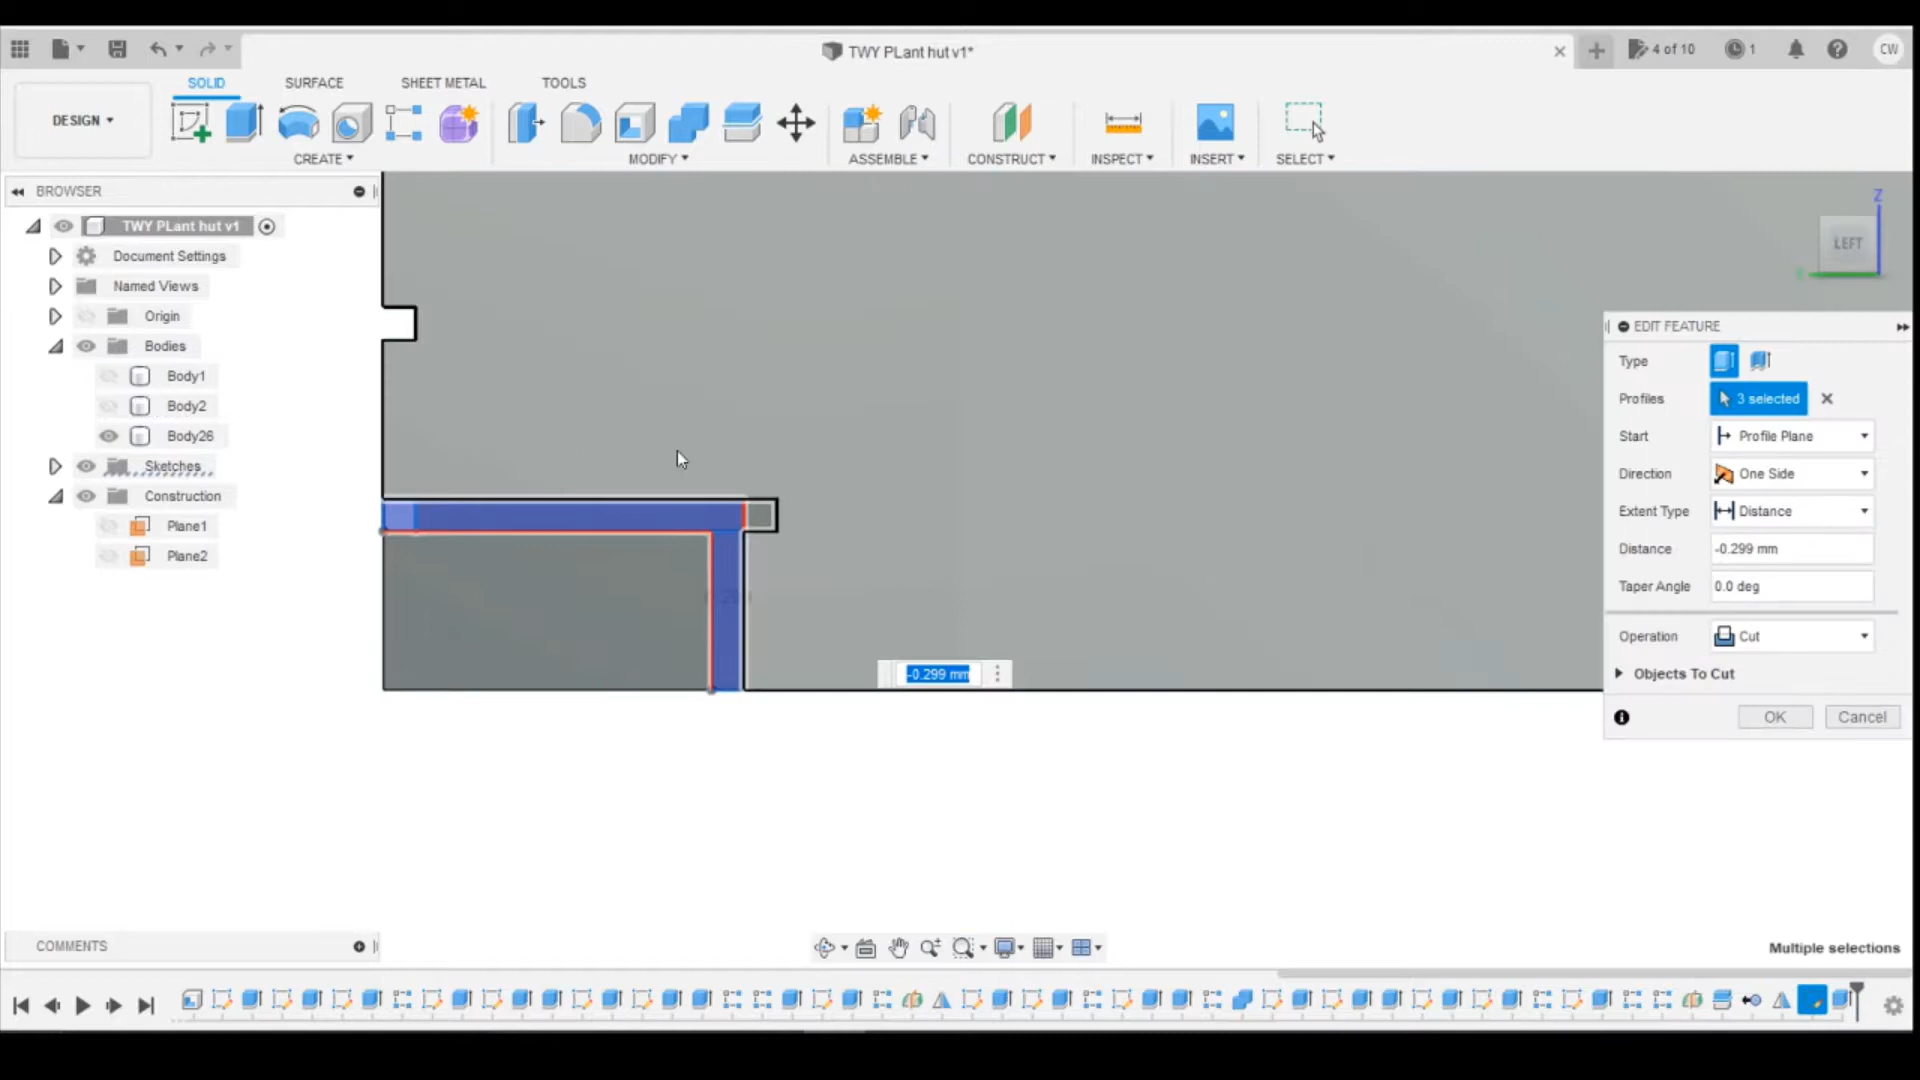 TWY PLant hut v1*
4 of 10
1
CW
DESIGN
SOLID
SURFACE
SHEET METAL
TOOLS
CREATE
MODIFY
ASSEMBLE
CONSTRUCT
INSPECT
INSERT
SELECT
BROWSER
TWY PLant hut v1
Document Settings
Named Views
Origin
Bodies
Body1
Body2
Body26
Sketches
Construction
Plane1
Plane2
Z
LEFT
EDIT FEATURE
Type
Profiles 3 selected
Start Profile Plane
Direction One Side
Extent Type Distance
Distance -0.299 mm
Taper Angle 0.0 deg
Operation Cut
Objects To Cut
OK Cancel
-0.299 mm
COMMENTS
Multiple selections